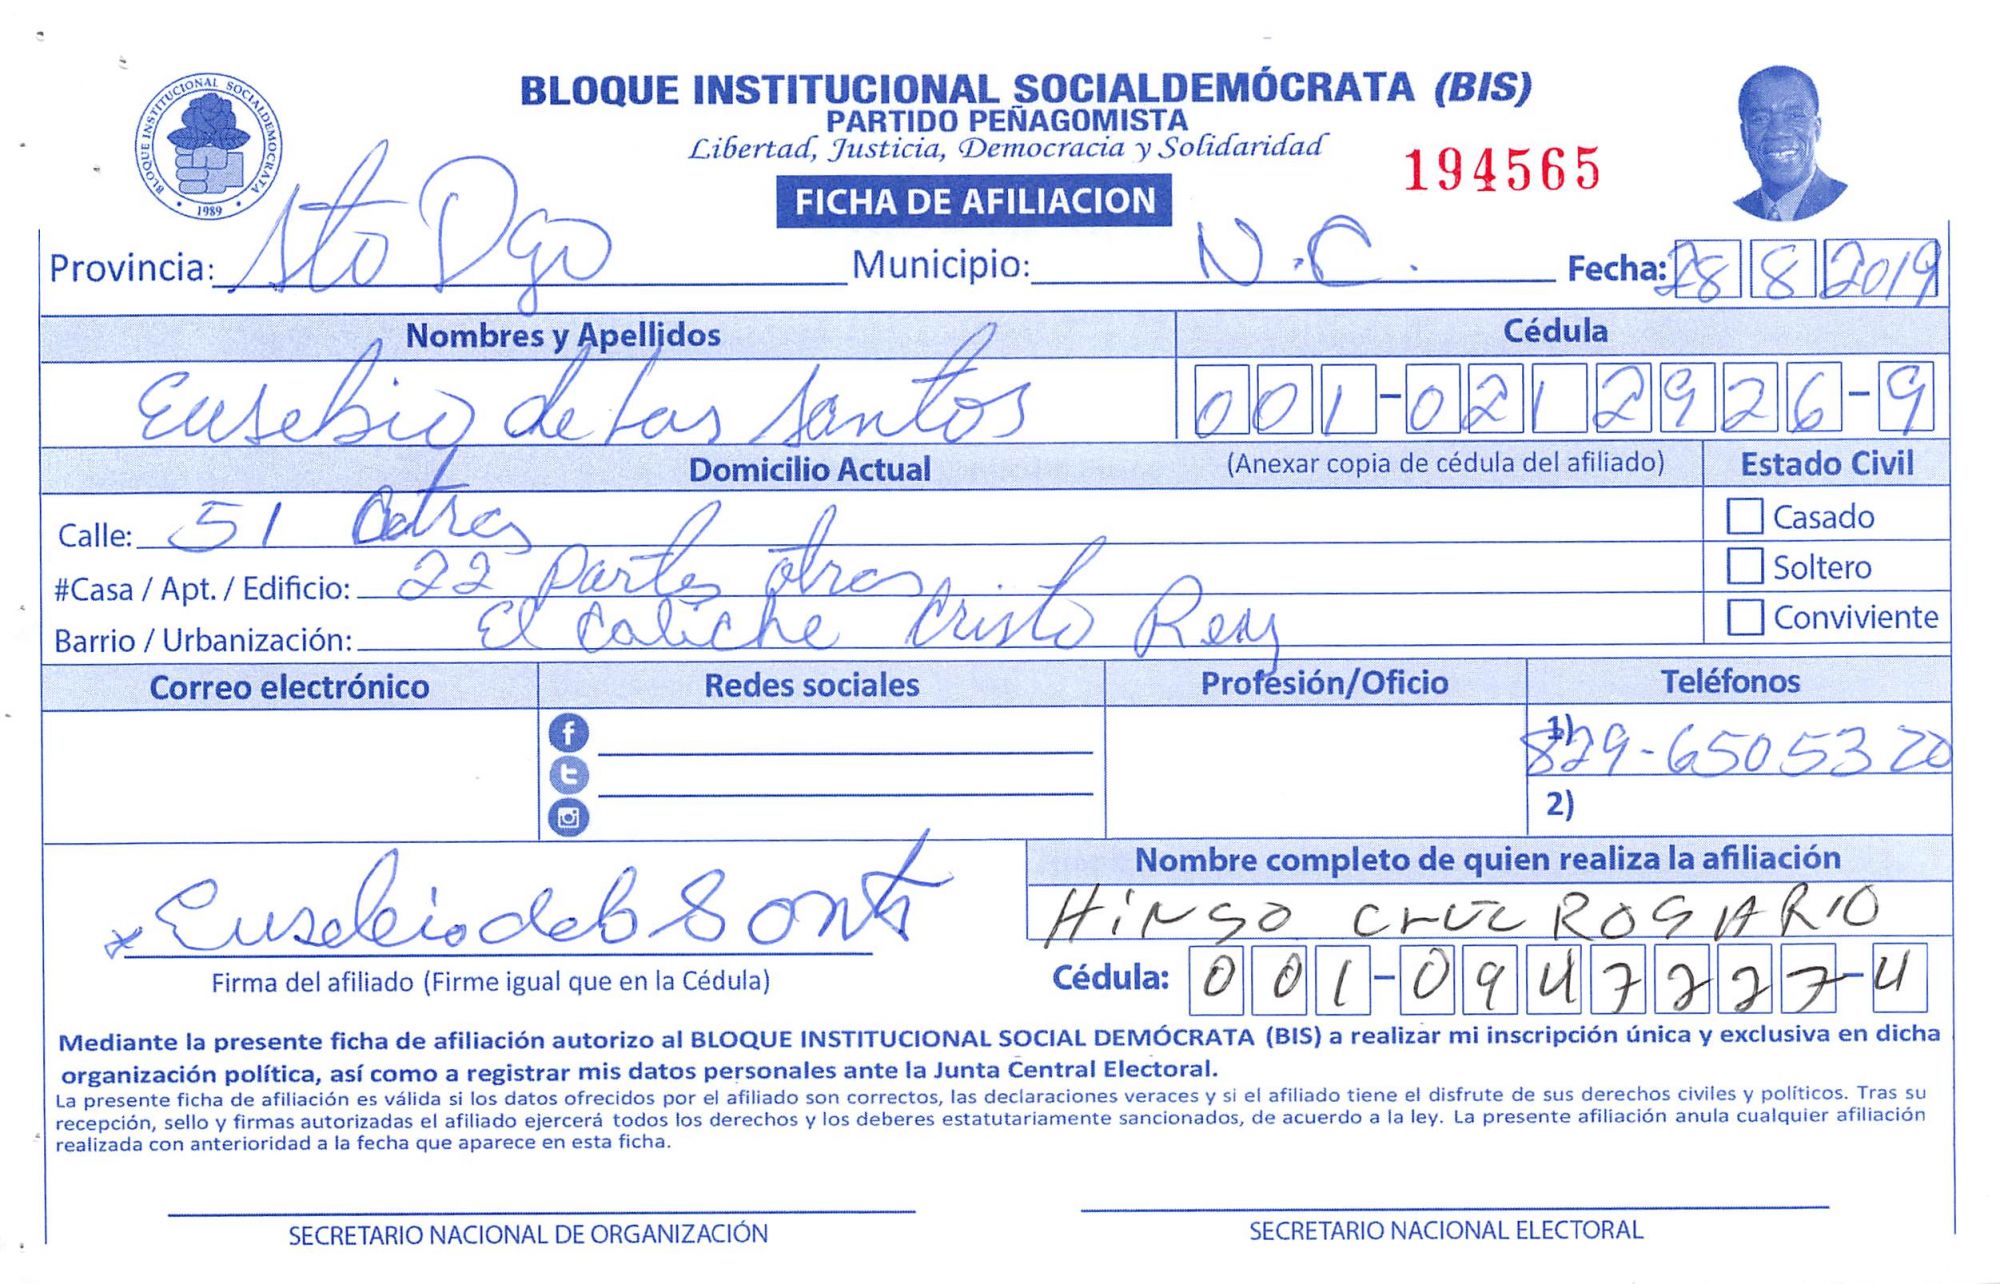 BLOQUE INSTITUCIONAL SOCIALDEMÓCRATA (BIS)
PARTIDO PEÑAGOMISTA
Libertad, Justicia, Democracia y Solidaridad
BLOQUE INSTITUCIONAL SOCIALDEMOCRATA
1989
194565
FICHA DE AFILIACION
Provincia: Sto Dgo Municipio: N.C. Fecha: 28 8 2019
Nombres y Apellidos Cédula
Eusebio de los Santos 001-0212926-9
Domicilio Actual (Anexar copia de cédula del afiliado) Estado Civil
Calle: 51 Casado
#Casa / Apt. / Edificio: 22 parte atras Soltero
Barrio / Urbanización: El Caliche Cristo Rey Conviviente
Correo electrónico Redes sociales Profesión/Oficio Teléfonos
1) 829-6505320
2)
Nombre completo de quien realiza la afiliación
Eusebio de lo Sont HiNGO CrUZ ROSARIO
Firma del afiliado (Firme igual que en la Cédula) Cédula: 001-0947227-4
Mediante la presente ficha de afiliación autorizo al BLOQUE INSTITUCIONAL SOCIAL DEMÓCRATA (BIS) a realizar mi inscripción única y exclusiva en dicha
organización política, así como a registrar mis datos personales ante la Junta Central Electoral.
La presente ficha de afiliación es válida si los datos ofrecidos por el afiliado son correctos, las declaraciones veraces y si el afiliado tiene el disfrute de sus derechos civiles y políticos. Tras su
recepción, sello y firmas autorizadas el afiliado ejercerá todos los derechos y los deberes estatutariamente sancionados, de acuerdo a la ley. La presente afiliación anula cualquier afiliación
realizada con anterioridad a la fecha que aparece en esta ficha.
SECRETARIO NACIONAL DE ORGANIZACIÓN SECRETARIO NACIONAL ELECTORAL